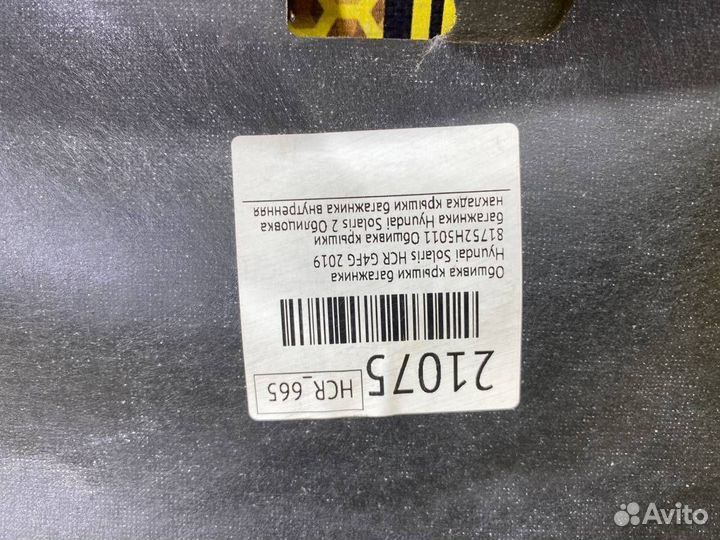 21075
HCR_665
Обшивка крышки багажника
Hyundai Solaris HCR G4FG 2019
81752H5011 Обшивка крышки
багажника Hyundai Solaris 2 Облицовка
накладка крышки багажника внутренняя
Avito